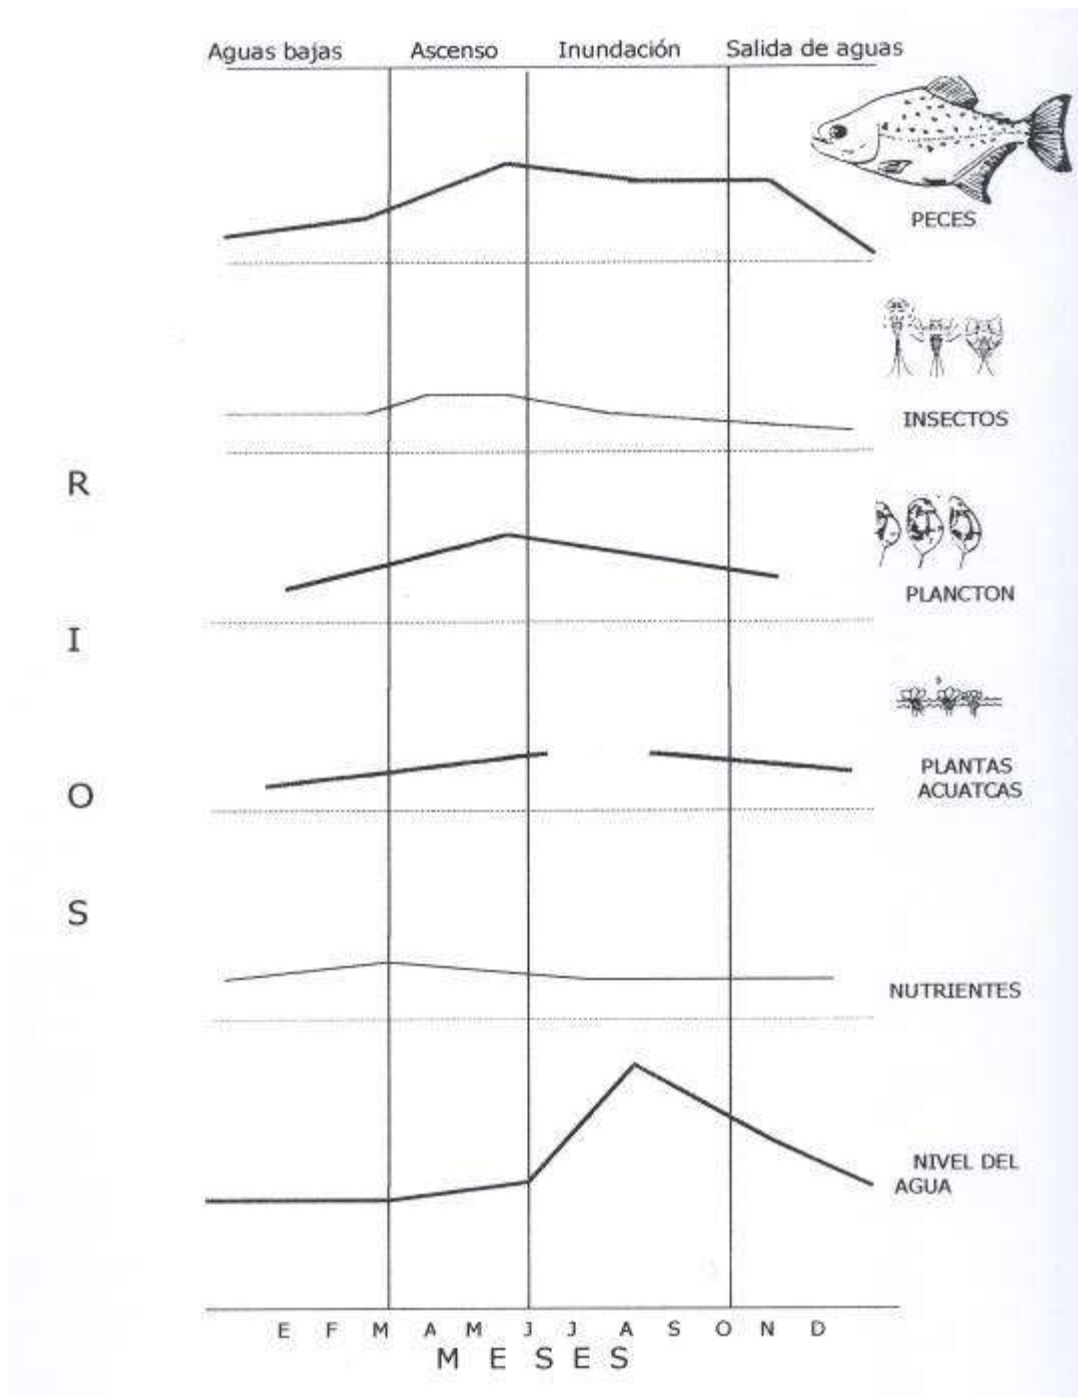 Aguas bajas Ascenso Inundación Salida de aguas
PECES
INSECTOS
R
PLANCTON
I
PLANTAS
ACUATCAS
O
S
NUTRIENTES
NIVEL DEL
AGUA
E F M A M J J A S O N D
M E S E S